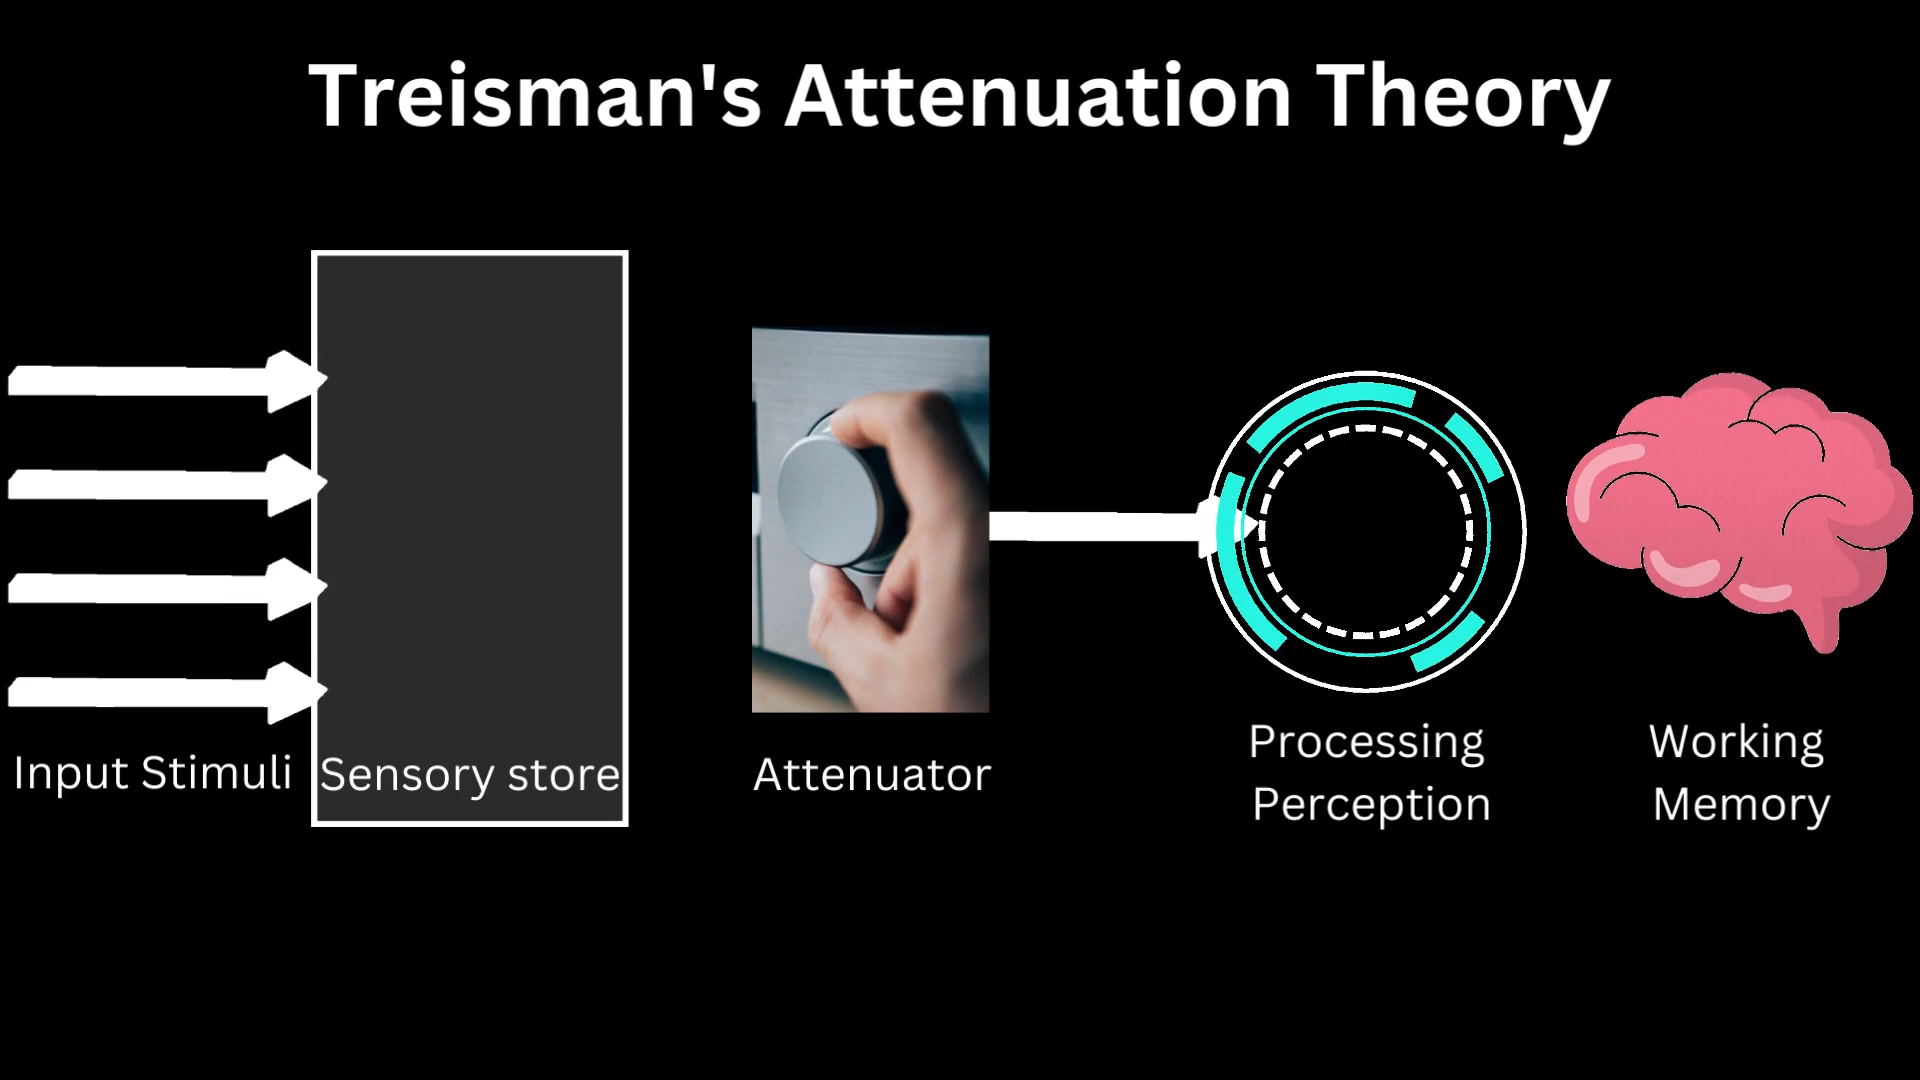 Treisman's Attenuation Theory
Input Stimuli
Sensory store
Attenuator
Processing
Perception
Working
Memory